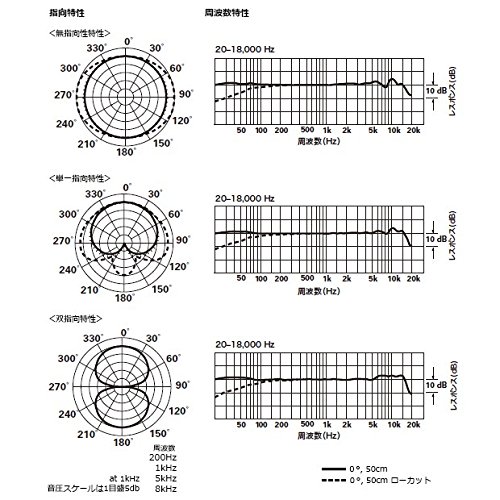 指向特性
周波数特性
<無指向性特性>
0°
330° 30°
300° 60°
270° 90°
240° 120°
210° 150°
180°
20–18,000 Hz
10 dB
レスポンス(dB)
50 100 200 500 1k 2k 5k 10k 20k
周波数(Hz)
<単一指向特性>
0°
330° 30°
300° 60°
270° 90°
240° 120°
210° 150°
180°
20–18,000 Hz
10 dB
レスポンス(dB)
50 100 200 500 1k 2k 5k 10k 20k
周波数(Hz)
<双指向特性>
0°
330° 30°
300° 60°
270° 90°
240° 120°
210° 150°
180°
20–18,000 Hz
10 dB
レスポンス(dB)
50 100 200 500 1k 2k 5k 10k 20k
周波数(Hz)
周波数
200Hz
1kHz
at 1kHz 5kHz
音圧スケールは1目盛5db 8kHz
0°, 50cm
0°, 50cm ローカット